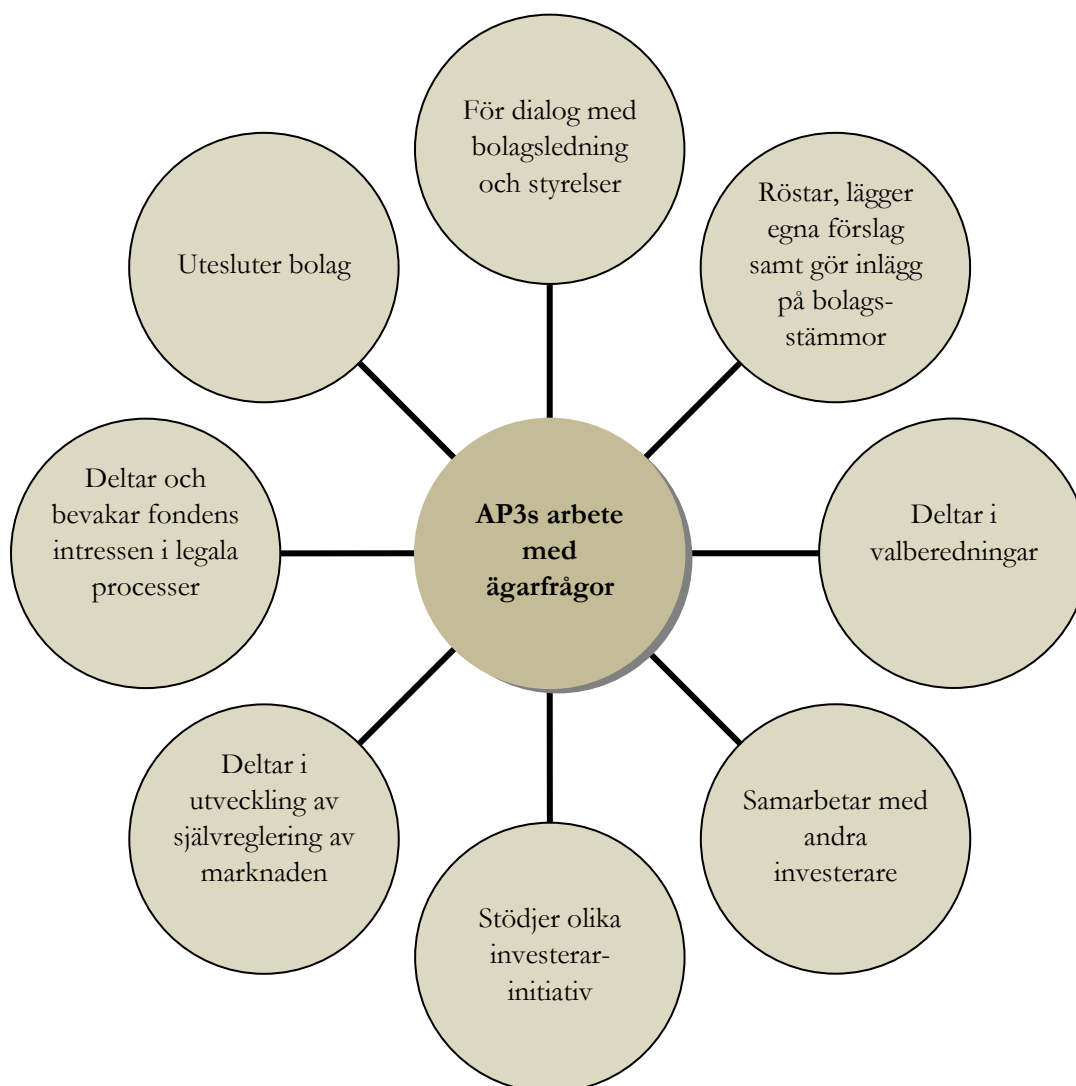 För dialog med
bolagsledning
och styrelser
Röstar, lägger
egna förslag
samt gör inlägg
på bolags-
stämmor
Utesluter bolag
Deltar och
bevakar fondens
intressen i legala
processer
AP3s arbete
med
ägarfrågor
Deltar i
valberedningar
Deltar i
utveckling av
självreglering av
marknaden
Samarbetar med
andra
investerare
Stödjer olika
investerar-
initiativ